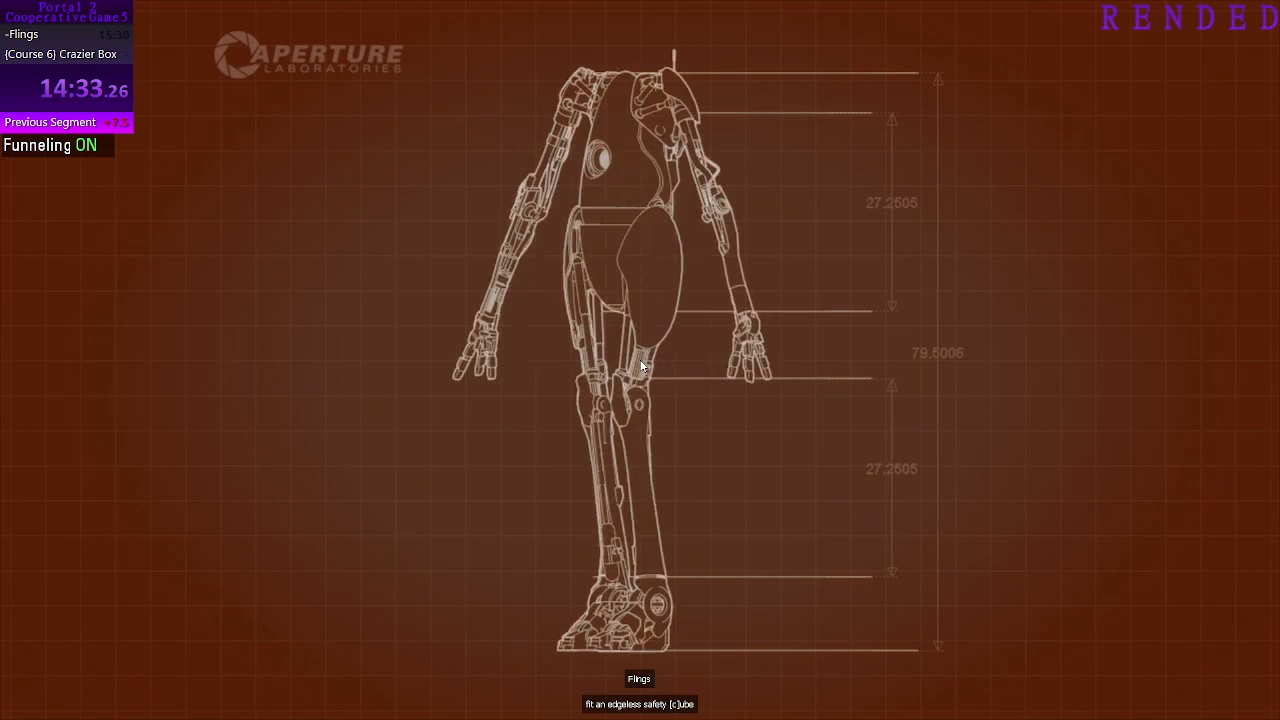 Portal 2
Cooperative Game 5
-Flings 15:30
{Course 6} Crazier Box
14:33.26
Previous Segment +7.5
Funneling ON
APERTURE
LABORATORIES
RENDED
27.2505
79.5006
27.2505
Flings
fit an edgeless safety [c]ube